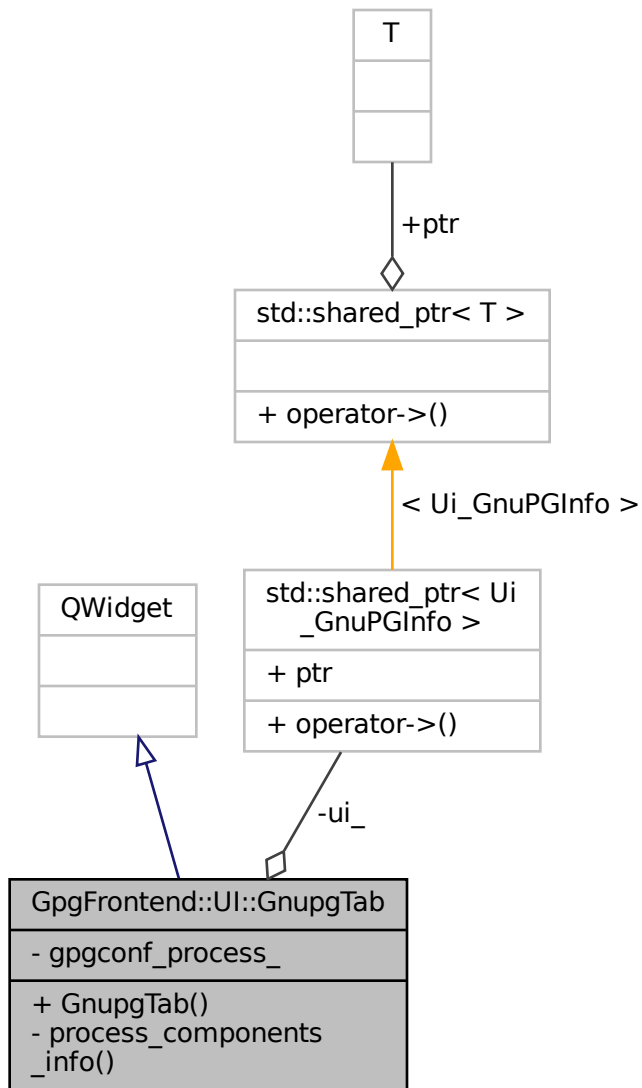 T
+ptr
std::shared_ptr< T >
+ operator->()
< Ui_GnuPGInfo >
std::shared_ptr< Ui
_GnuPGInfo >
+ ptr
+ operator->()
QWidget
-ui_
GpgFrontend::UI::GnupgTab
- gpgconf_process_
+ GnupgTab()
- process_components
_info()